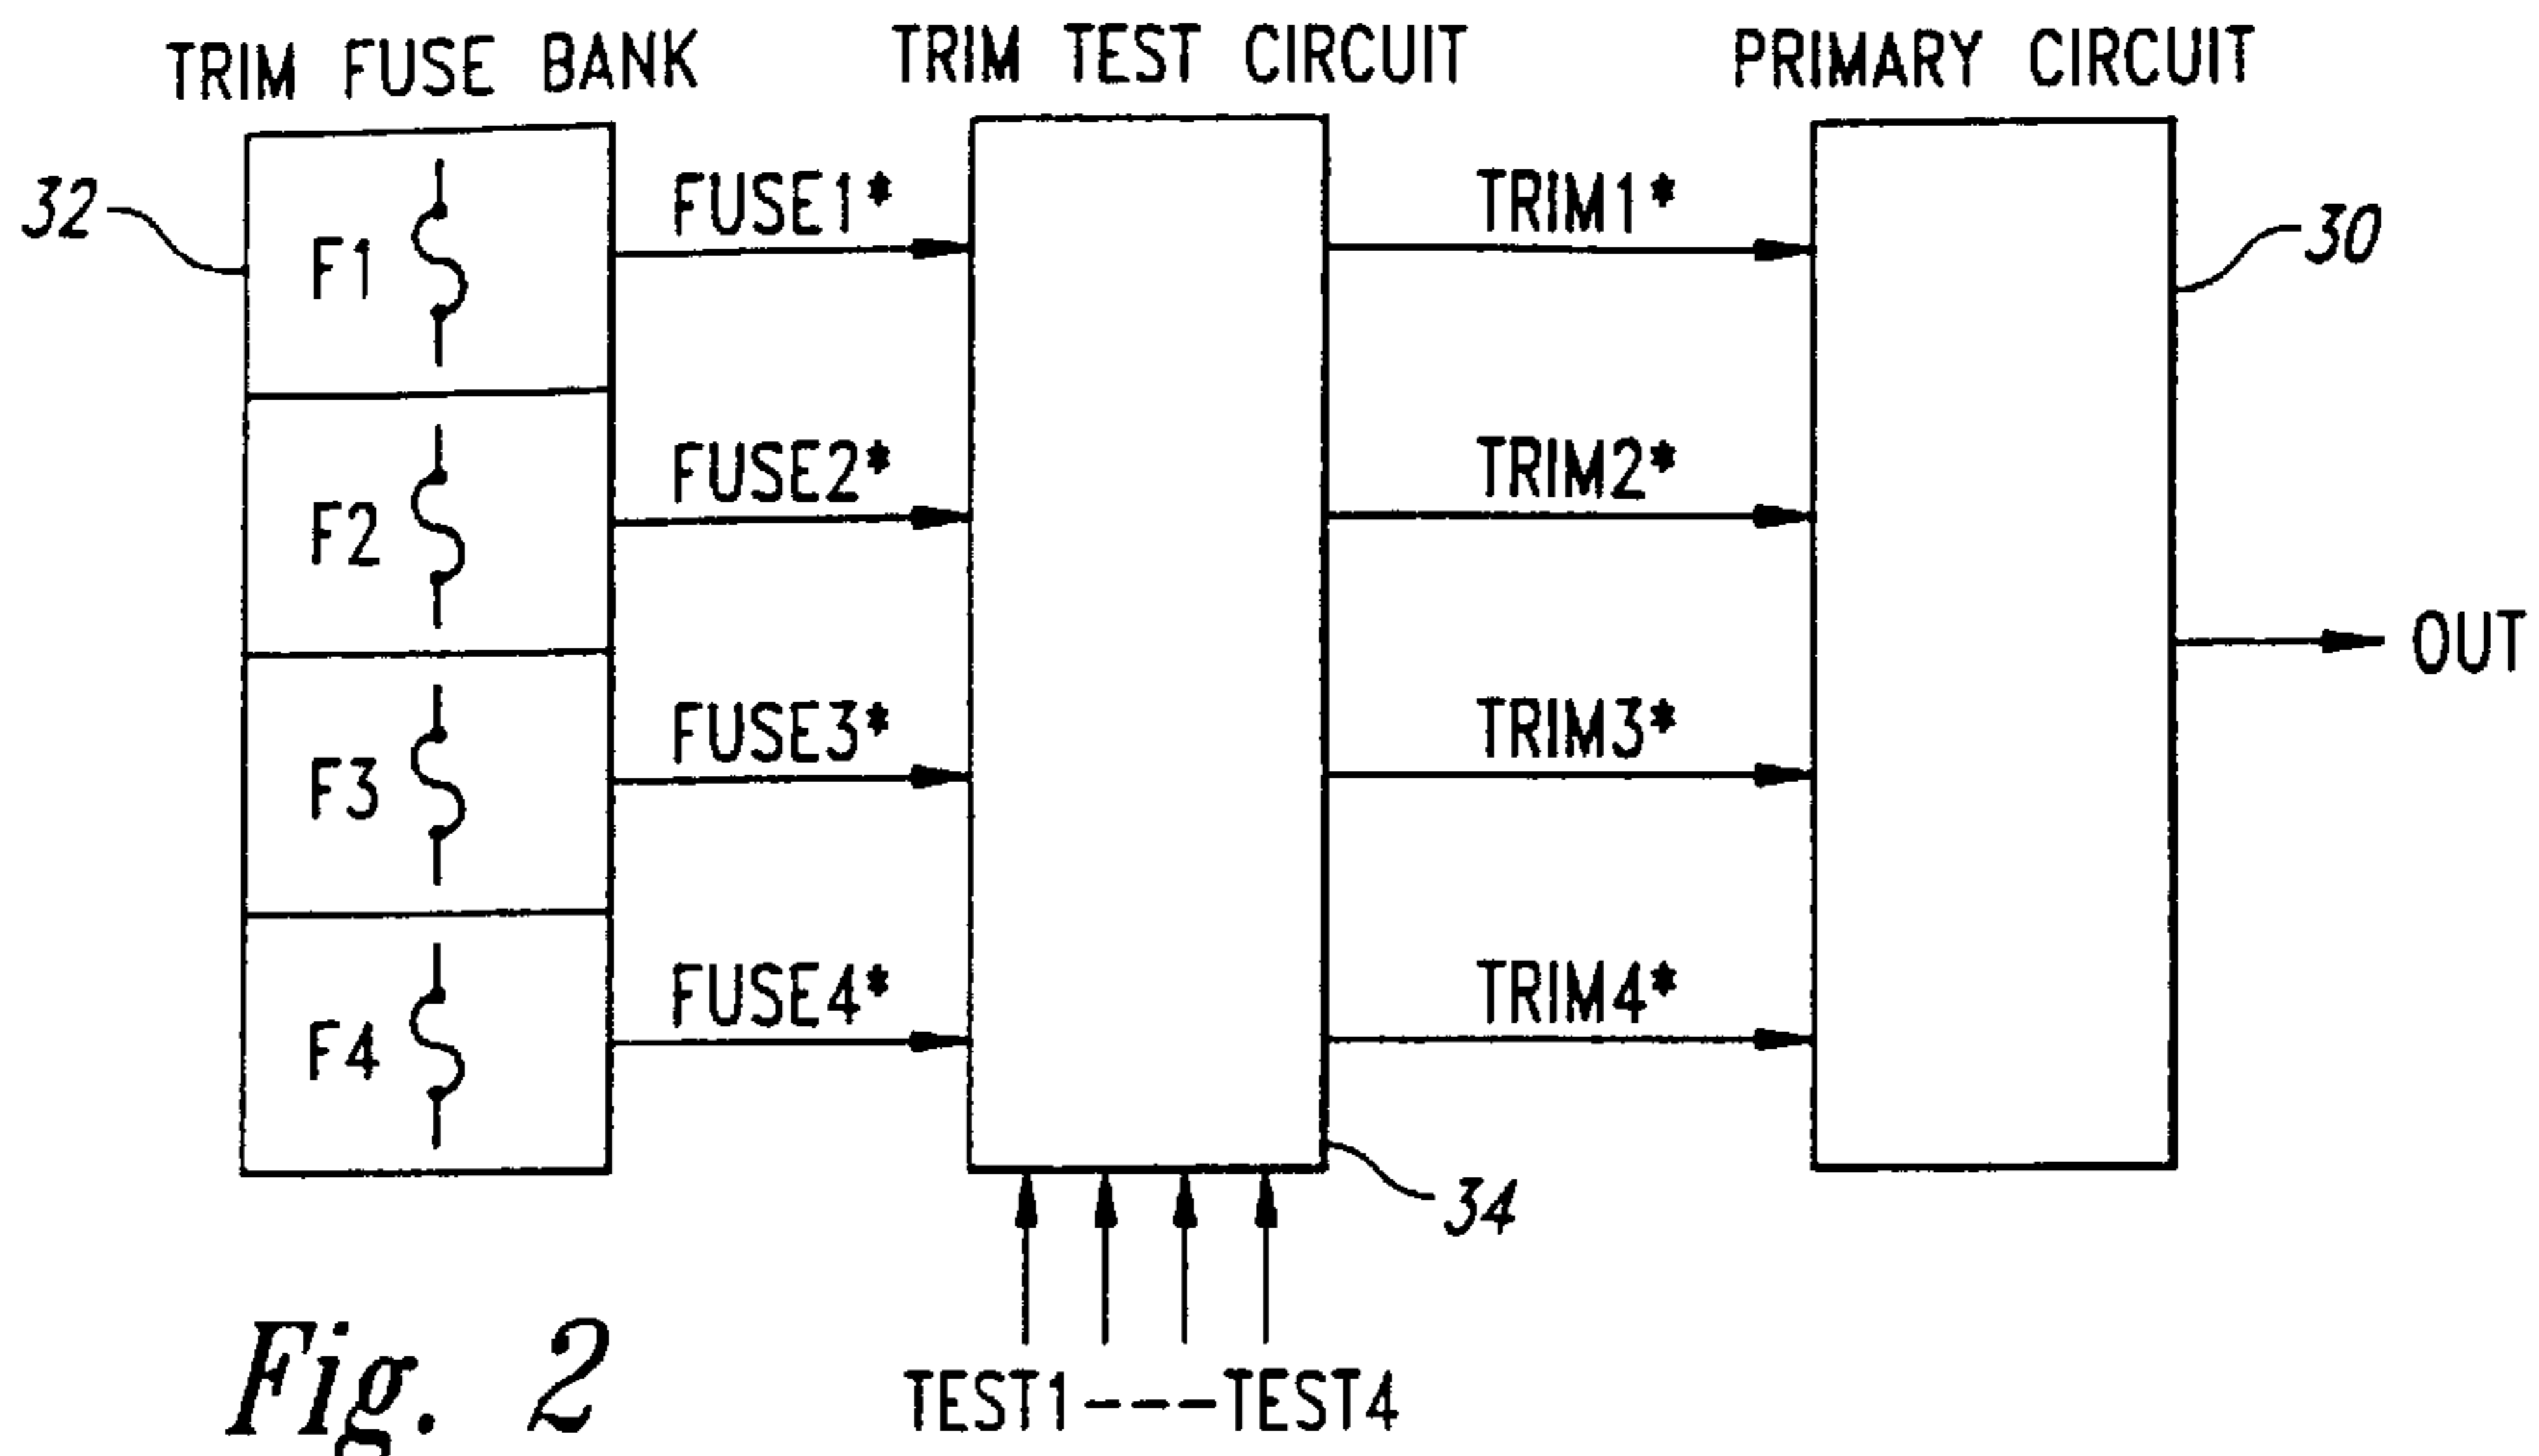 TRIM FUSE BANK
TRIM TEST CIRCUIT
PRIMARY CIRCUIT
32
F1
FUSE1*
TRIM1*
30
F2
FUSE2*
TRIM2*
OUT
F3
FUSE3*
TRIM3*
F4
FUSE4*
TRIM4*
34
TEST1----TEST4
Fig. 2